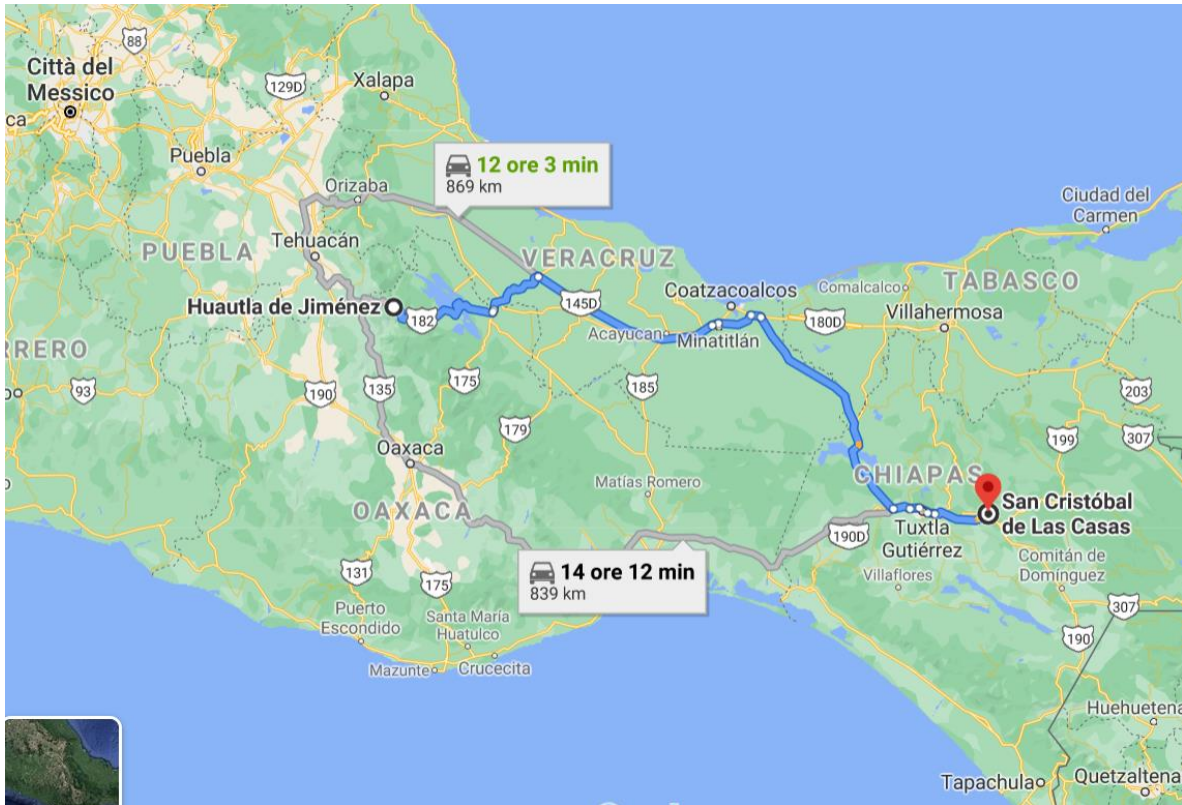 88
Città del
Messico
ca
129D
Xalapa
Puebla
12 ore 3 min
869 km
Orizaba
Ciudad del
Carmen
PUEBLA
Tehuacán
VERACRUZ
TABASCO
Coatzacoalcos
Comalcalco
Huautla de Jiménez
182
145D
180D
Villahermosa
Acayucan
Minatitlán
RRERO
93
190
135
175
185
203
179
199
307
Oaxaca
Matías Romero
CHIAPAS
OAXACA
San Cristóbal
de Las Casas
190D
Tuxtla
Gutiérrez
14 ore 12 min
839 km
131
175
Villaflores
Comitán de
Domínguez
307
Puerto
Escondido
Santa María
Huatulco
190
Mazunte
Crucecita
Huehuetena
Tapachula
Quetzaltena